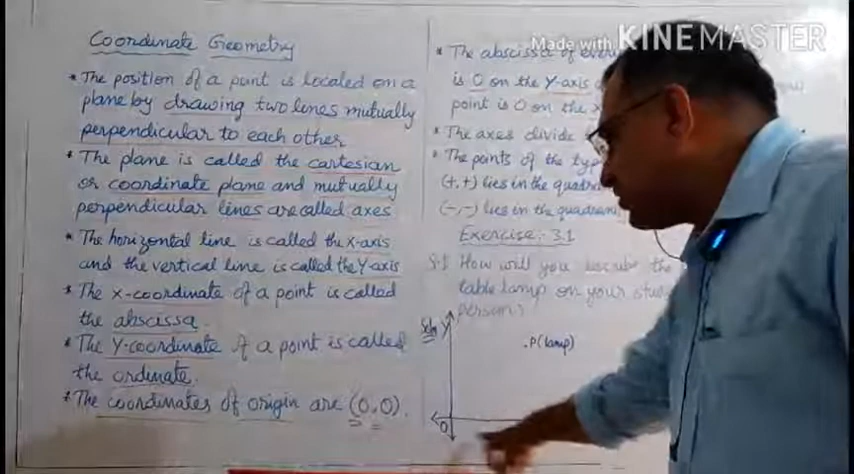 Coordinate Geometry
* The position of a point is located on a
plane by drawing two lines mutually
perpendicular to each other
* The plane is called the cartesian
or coordinate plane and mutually
perpendicular lines are called axes
* The horizontal line is called the x-axis
and the vertical line is called the Y-axis
* The x-coordinate of a point is called
the abscissa.
* The Y-coordinate of a point is called
the ordinate.
* The coordinates of origin are (0,0).
Made with KINEMASTER
* The abscissa of
is 0 on the Y-axis
point is 0 on the
* The axes divide
* The points of the
(+,+) lies in the
(-,-) lies in the
Exercise: 3.1
How will you the
table lamp on your
person?
Soln Y
.P(lamp)
O